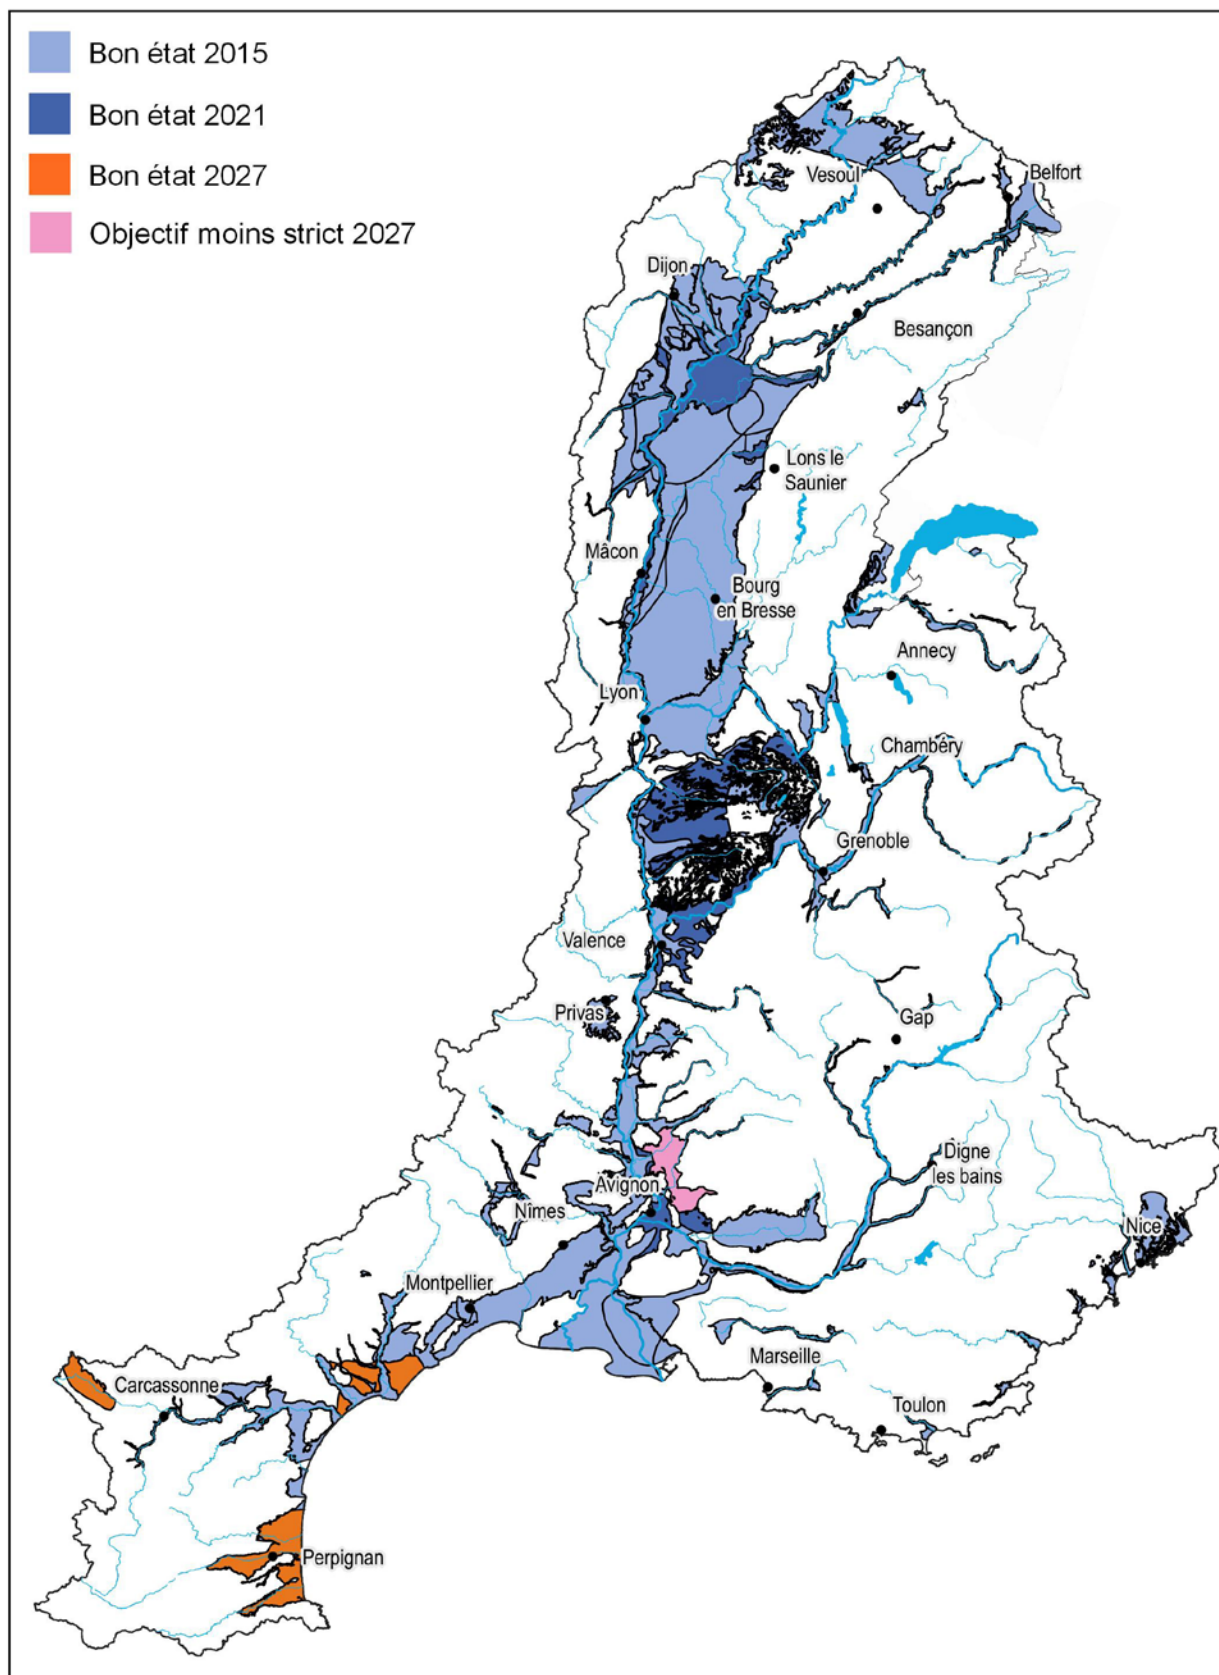 Bon état 2015
Bon état 2021
Bon état 2027
Objectif moins strict 2027
Vesoul
Belfort
Dijon
Besançon
Lons le
Saunier
Mâcon
Bourg
en Bresse
Annecy
Lyon
Chambéry
Grenoble
Valence
Privas
Gap
Digne
les bains
Avignon
Nîmes
Nice
Montpellier
Marseille
Carcassonne
Toulon
Perpignan